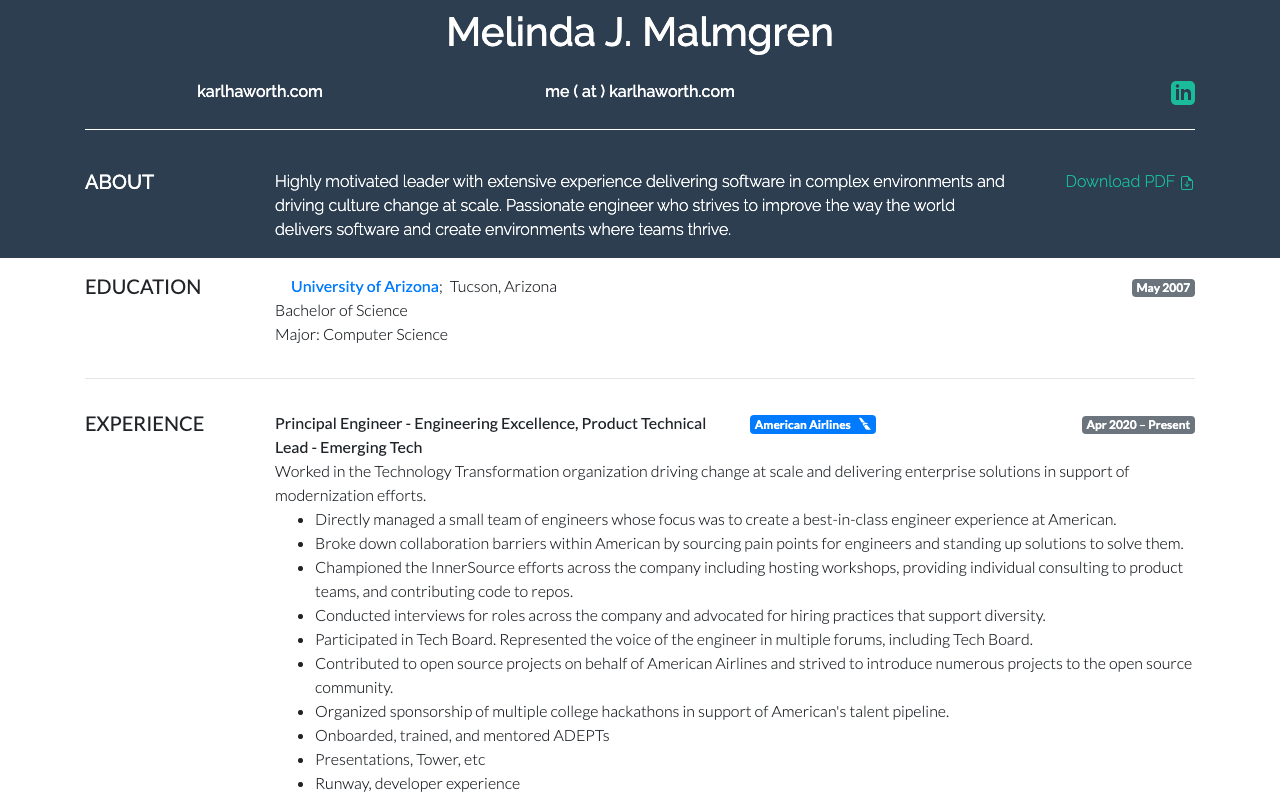 Melinda J. Malmgren
karlhaworth.com
me ( at ) karlhaworth.com
in
ABOUT
Highly motivated leader with extensive experience delivering software in complex environments and
driving culture change at scale. Passionate engineer who strives to improve the way the world
delivers software and create environments where teams thrive.
Download PDF
EDUCATION
University of Arizona; Tucson, Arizona
May 2007
Bachelor of Science
Major: Computer Science
EXPERIENCE
Principal Engineer - Engineering Excellence, Product Technical
Lead - Emerging Tech
American Airlines
Apr 2020 – Present
Worked in the Technology Transformation organization driving change at scale and delivering enterprise solutions in support of
modernization efforts.
• Directly managed a small team of engineers whose focus was to create a best-in-class engineer experience at American.
• Broke down collaboration barriers within American by sourcing pain points for engineers and standing up solutions to solve them.
• Championed the InnerSource efforts across the company including hosting workshops, providing individual consulting to product
teams, and contributing code to repos.
• Conducted interviews for roles across the company and advocated for hiring practices that support diversity.
• Participated in Tech Board. Represented the voice of the engineer in multiple forums, including Tech Board.
• Contributed to open source projects on behalf of American Airlines and strived to introduce numerous projects to the open source
community.
• Organized sponsorship of multiple college hackathons in support of American's talent pipeline.
• Onboarded, trained, and mentored ADEPTs
• Presentations, Tower, etc
• Runway, developer experience